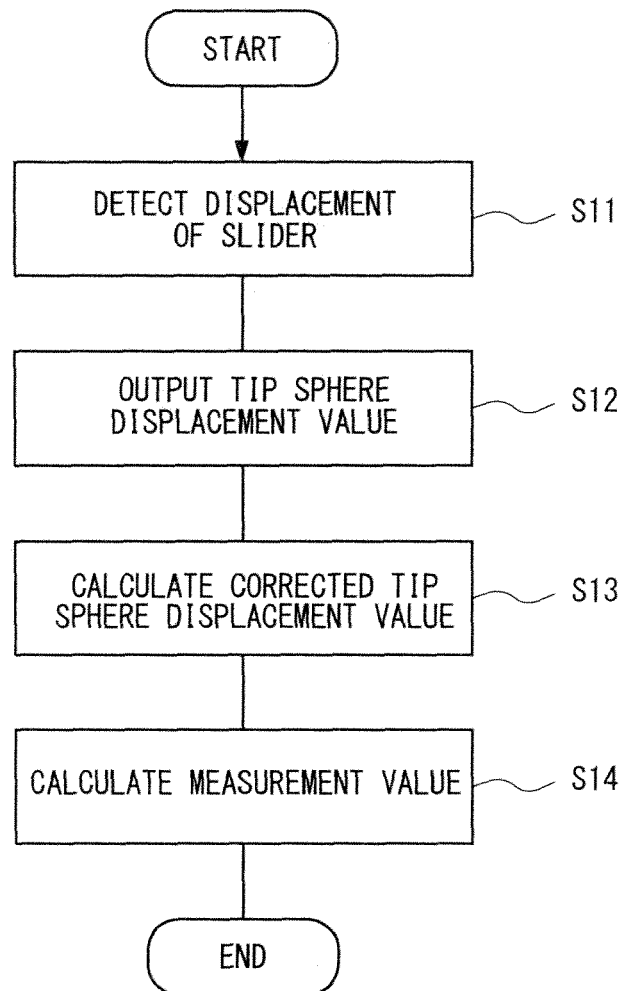 START
DETECT DISPLACEMENT
OF SLIDER
S11
OUTPUT TIP SPHERE
DISPLACEMENT VALUE
S12
CALCULATE CORRECTED TIP
SPHERE DISPLACEMENT VALUE
S13
CALCULATE MEASUREMENT VALUE
S14
END